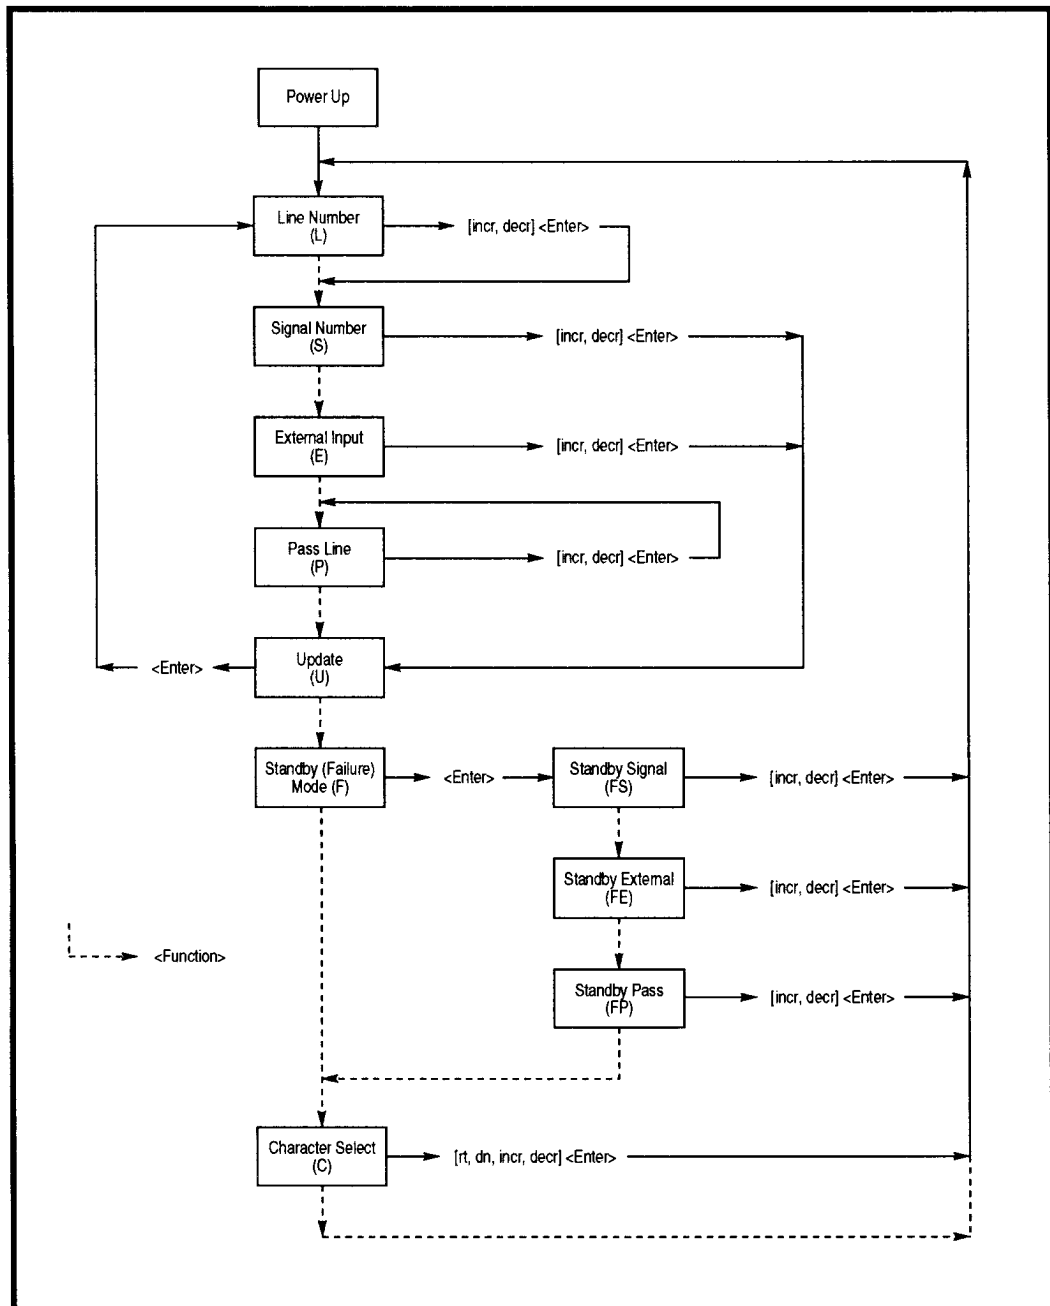 Power Up
Line Number
(L)
[incr, decr] <Enter>
Signal Number
(S)
[incr, decr] <Enter>
External Input
(E)
[incr, decr] <Enter>
Pass Line
(P)
[incr, decr] <Enter>
<Enter>
Update
(U)
Standby (Failure)
Mode (F)
<Enter>
Standby Signal
(FS)
[incr, decr] <Enter>
Standby External
(FE)
[incr, decr] <Enter>
<Function>
Standby Pass
(FP)
[incr, decr] <Enter>
Character Select
(C)
[rt, dn, incr, decr] <Enter>